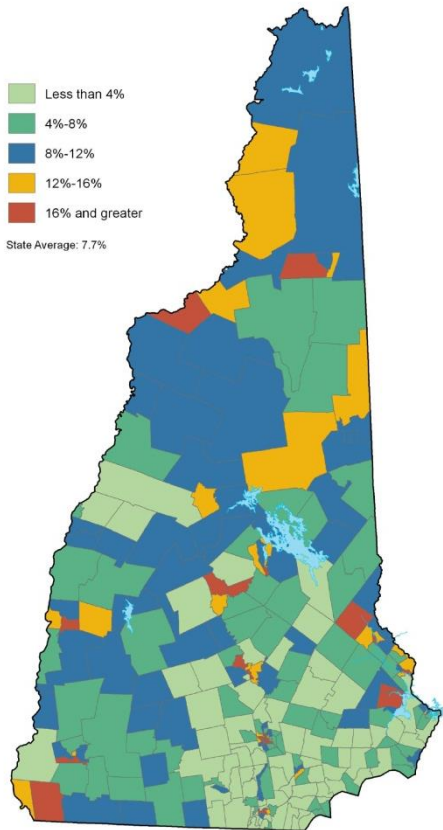 Less than 4%
4%-8%
8%-12%
12%-16%
16% and greater
State Average: 7.7%